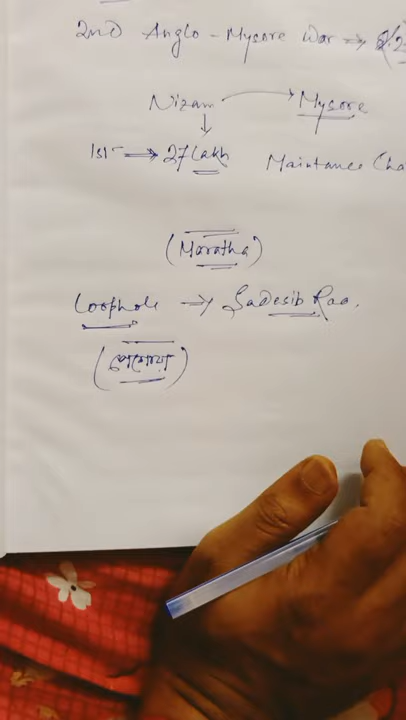 2ND Anglo - Mysore War ⇒
Nizam → Mysore
↓
1st ⇒ 27 Lakh Maintance Cha
(Maratha)
Loophole → Sadesib Rao.
(পেশোয়া)